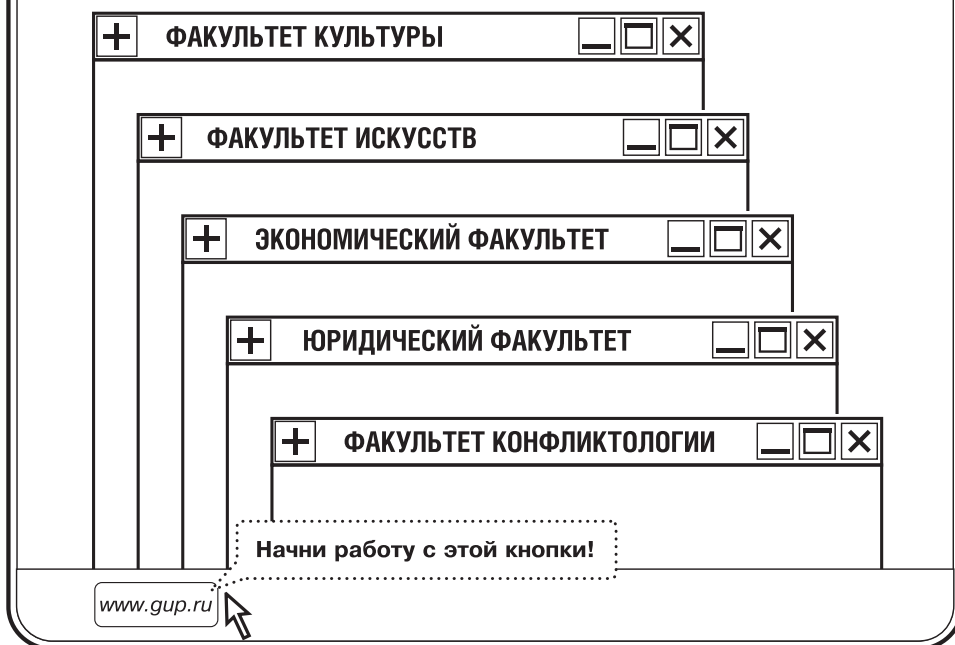 ФАКУЛЬТЕТ КУЛЬТУРЫ
ФАКУЛЬТЕТ ИСКУССТВ
ЭКОНОМИЧЕСКИЙ ФАКУЛЬТЕТ
ЮРИДИЧЕСКИЙ ФАКУЛЬТЕТ
ФАКУЛЬТЕТ КОНФЛИКТОЛОГИИ
Начни работу с этой кнопки!
www.gup.ru